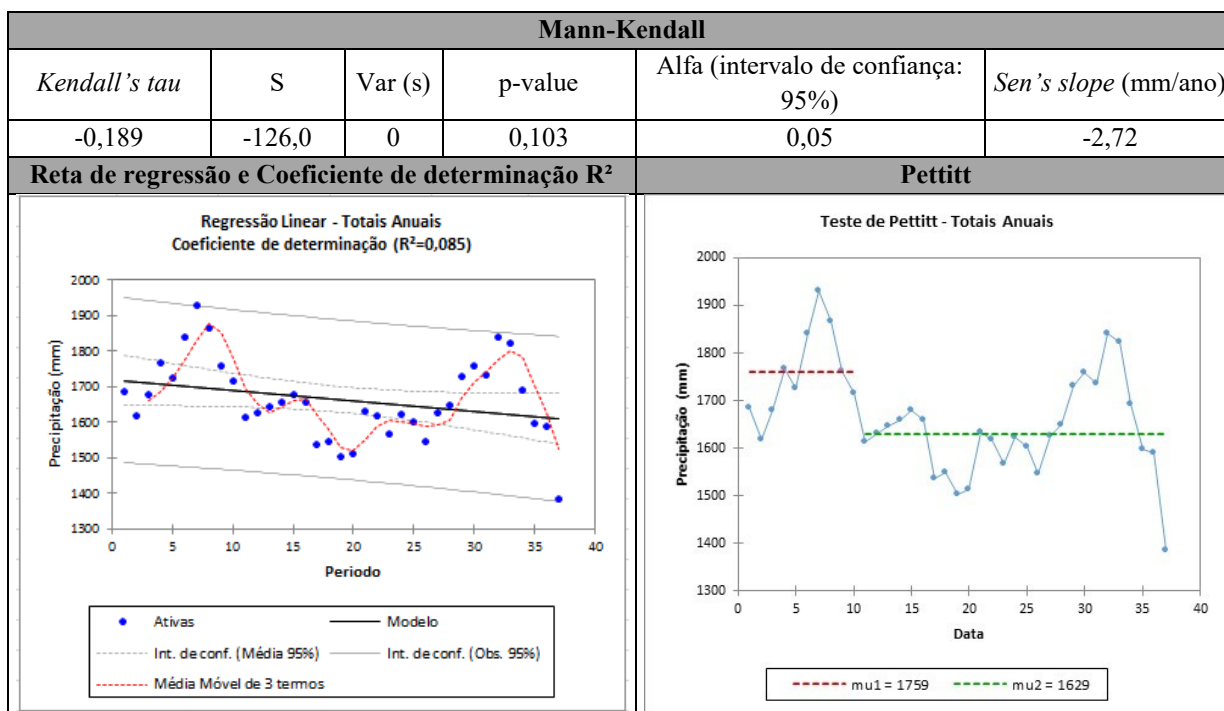 Mann-Kendall
Kendall's tau S Var (s) p-value Alfa (intervalo de confiança: 95%) Sen's slope (mm/ano)
-0,189 -126,0 0 0,103 0,05 -2,72
Reta de regressão e Coeficiente de determinação R² Pettitt
Regressão Linear - Totais Anuais
Coeficiente de determinação (R²=0,085)
Precipitação (mm)
2000
1900
1800
1700
1600
1500
1400
1300
0 5 10 15 20 25 30 35 40
Periodo
Ativas Modelo
Int. de conf. (Média 95%) Int. de conf. (Obs. 95%)
Média Móvel de 3 termos
Teste de Pettitt - Totais Anuais
Precipitação (mm)
2000
1900
1800
1700
1600
1500
1400
1300
0 5 10 15 20 25 30 35 40
Data
mu1 = 1759 mu2 = 1629